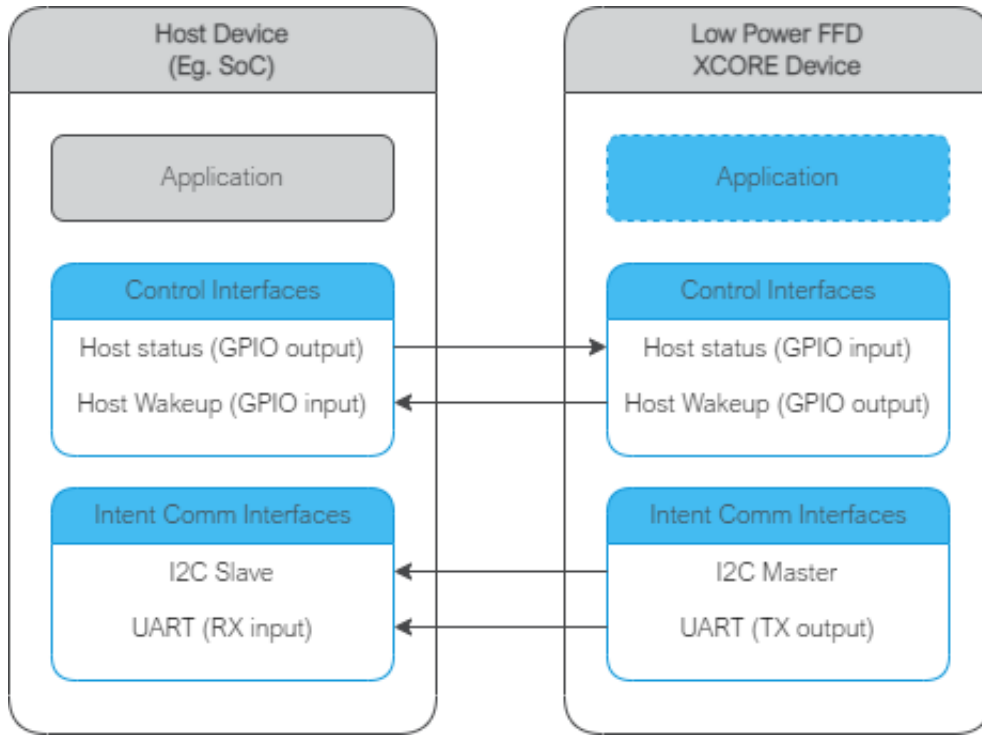 Host Device
(Eg. SoC)
Application
Control Interfaces
Host status (GPIO output)
Host Wakeup (GPIO input)
Intent Comm Interfaces
I2C Slave
UART (RX input)
Low Power FFD
XCORE Device
Application
Control Interfaces
Host status (GPIO input)
Host Wakeup (GPIO output)
Intent Comm Interfaces
I2C Master
UART (TX output)